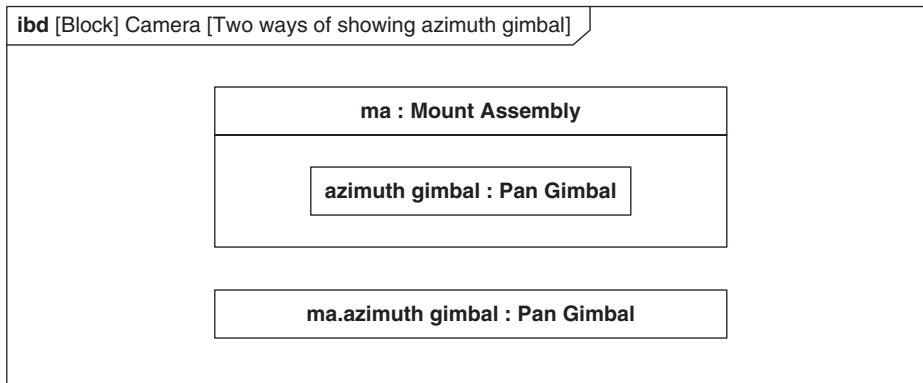 ibd [Block] Camera [Two ways of showing azimuth gimbal]
ma : Mount Assembly
azimuth gimbal : Pan Gimbal
ma.azimuth gimbal : Pan Gimbal